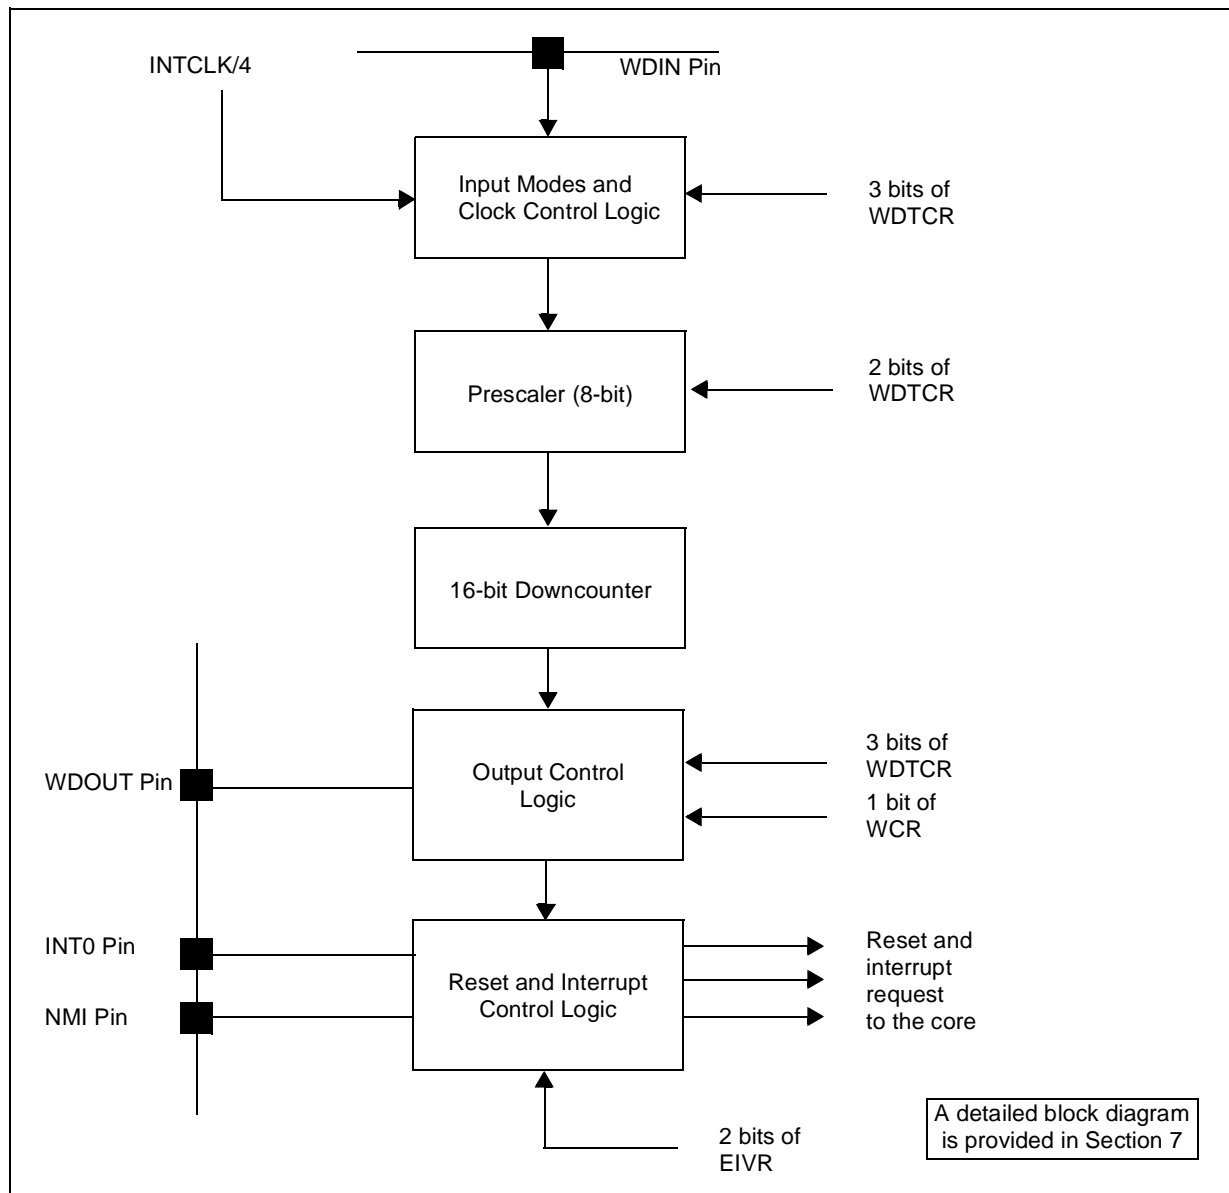 INTCLK/4
WDIN Pin
Input Modes and
Clock Control Logic
3 bits of
WDTCR
Prescaler (8-bit)
2 bits of
WDTCR
16-bit Downcounter
WDOUT Pin
Output Control
Logic
3 bits of
WDTCR
1 bit of
WCR
INT0 Pin
NMI Pin
Reset and Interrupt
Control Logic
Reset and
interrupt
request
to the core
2 bits of
EIVR
A detailed block diagram
is provided in Section 7